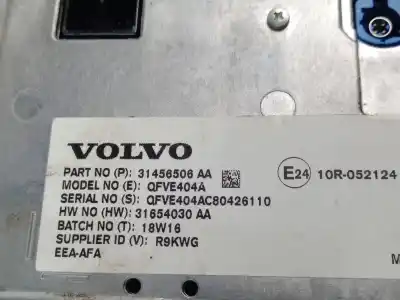 VOLVO
PART NO (P): 31456506 AA
MODEL NO (E): QFVE404A
SERIAL NO (S): QFVE404AC80426110
HW NO (HW): 31654030 AA
BATCH NO (T): 18W16
SUPPLIER ID (V): R9KWG
EEA-AFA
E24 10R-052124
M